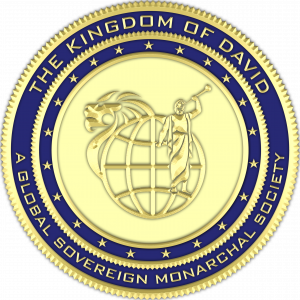 THE KINGDOM OF DAVID
A GLOBAL SOVEREIGN MONARCHAL SOCIETY